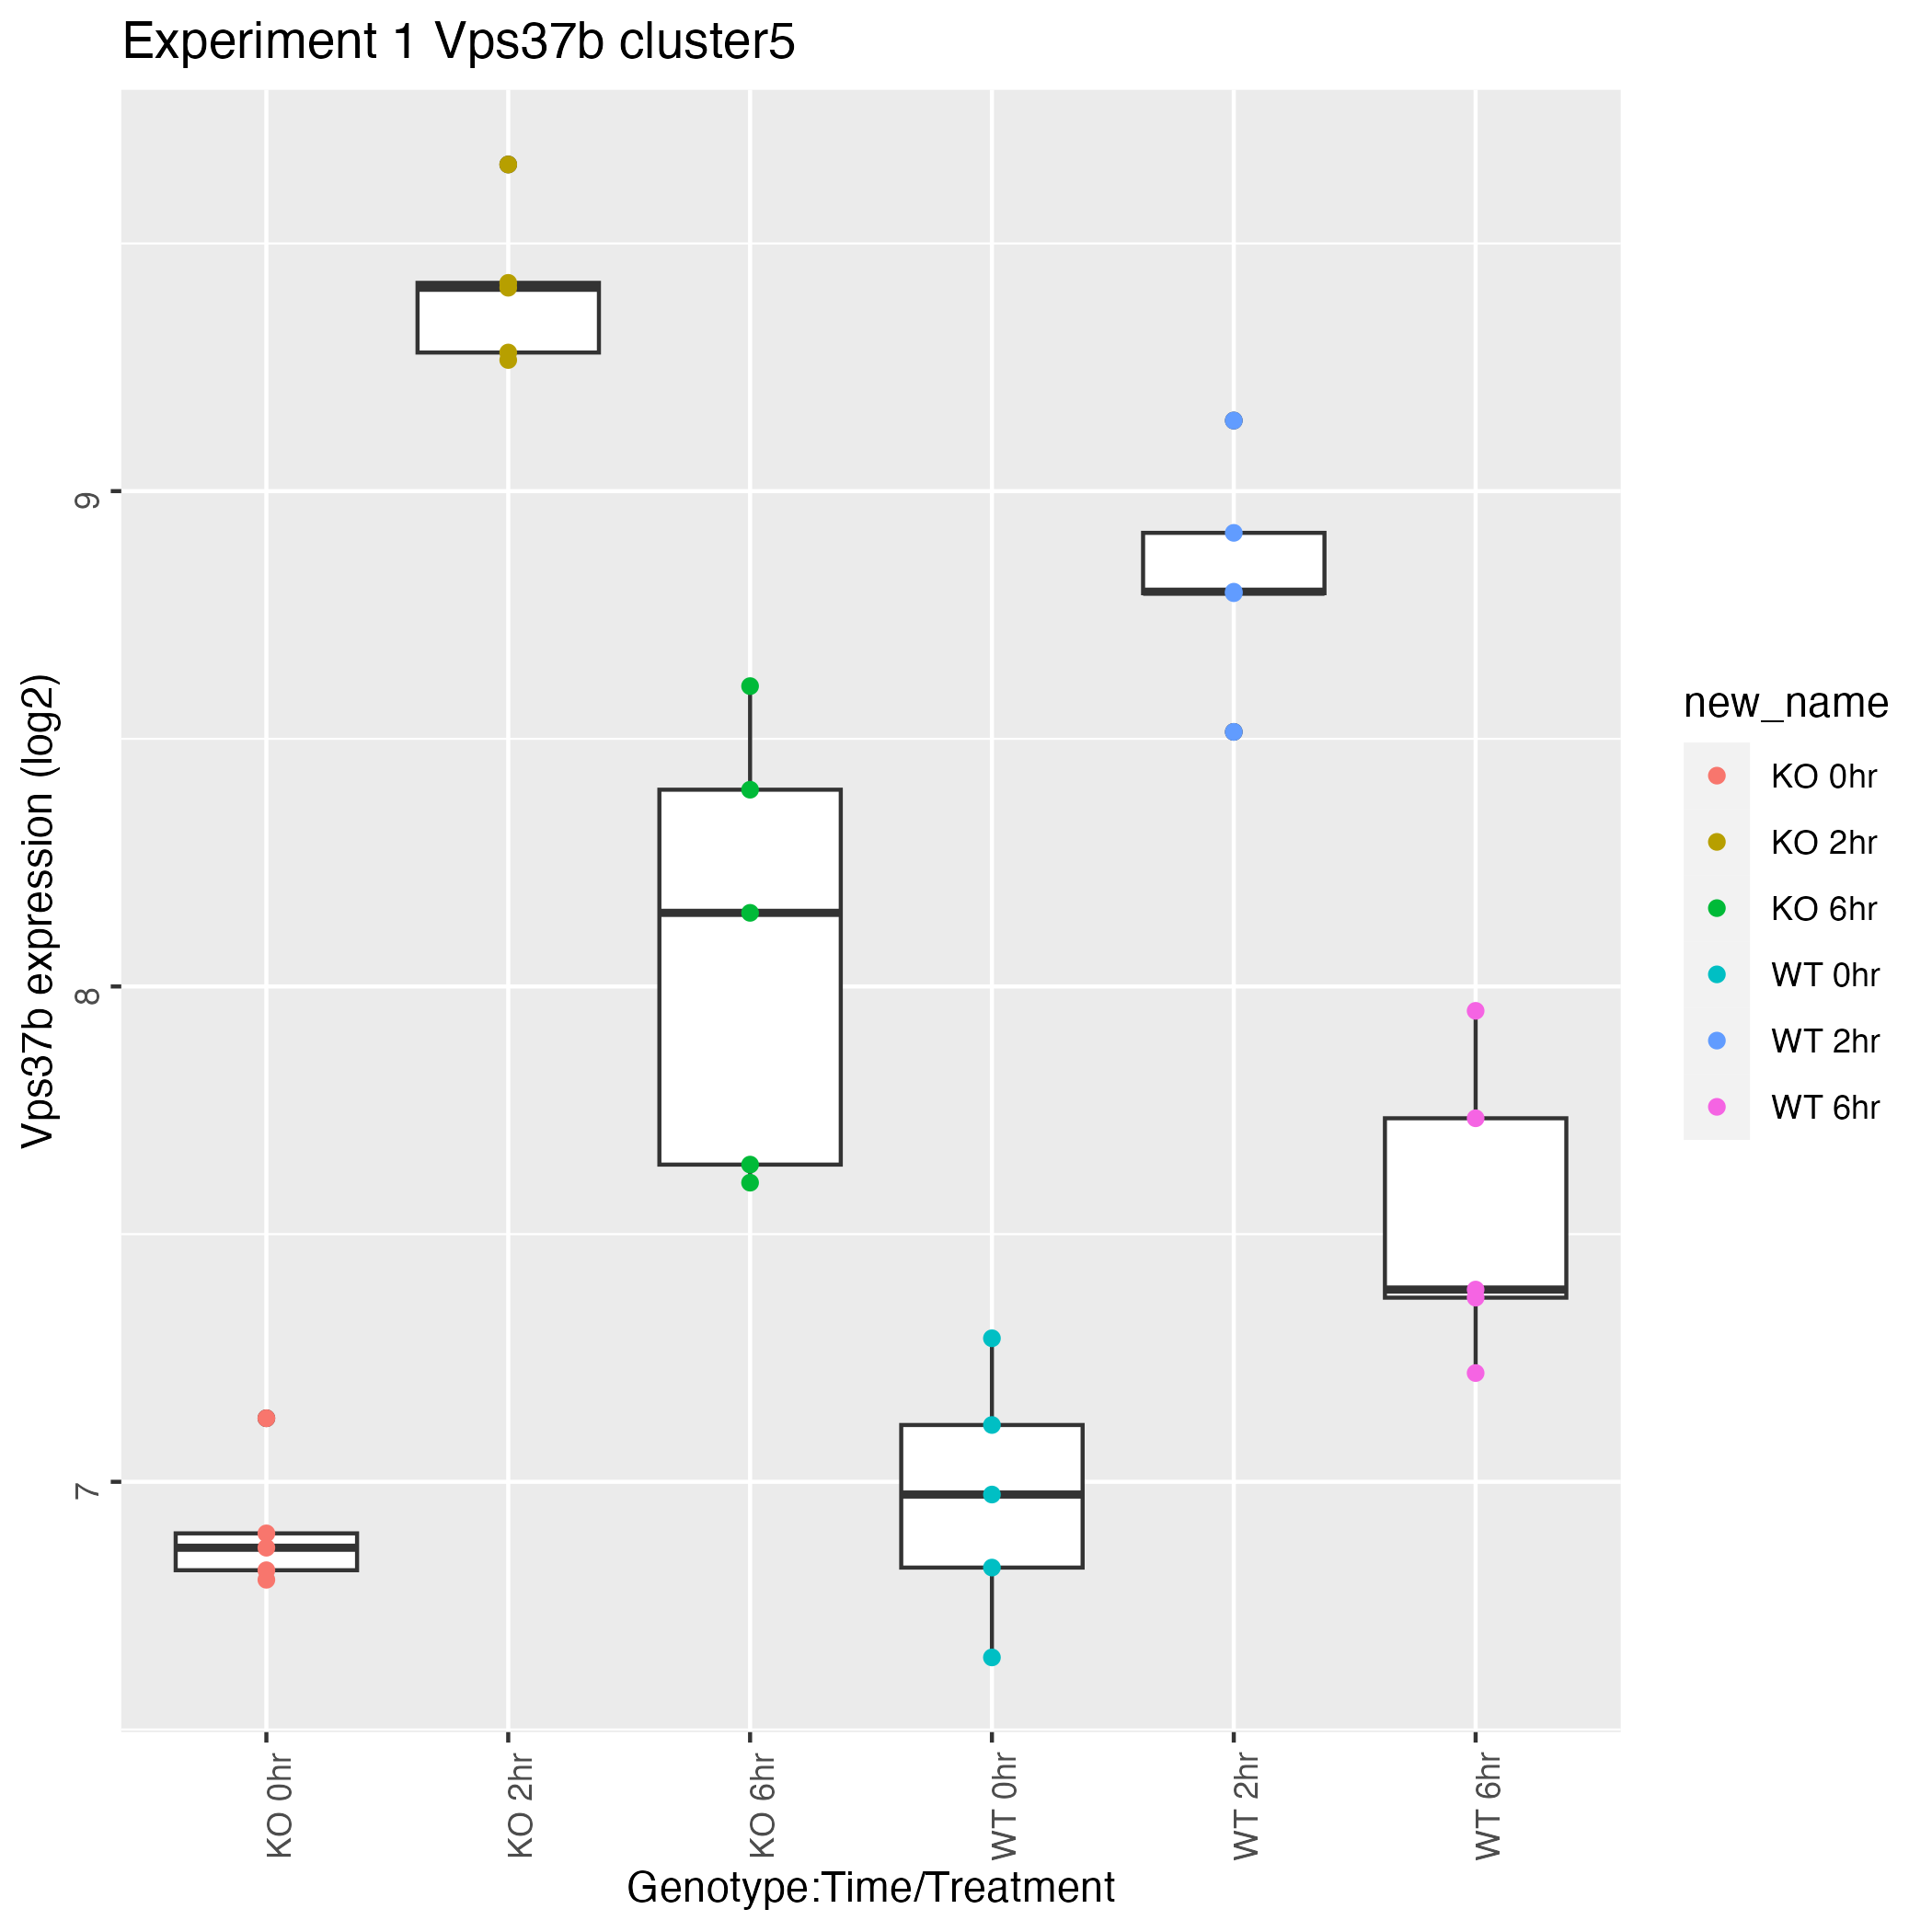 Experiment 1 Vps37b cluster5
Vps37b expression (log2)
9
8
7
KO 0hr
KO 2hr
KO 6hr
WT 0hr
WT 2hr
WT 6hr
Genotype:Time/Treatment
new_name
KO 0hr
KO 2hr
KO 6hr
WT 0hr
WT 2hr
WT 6hr